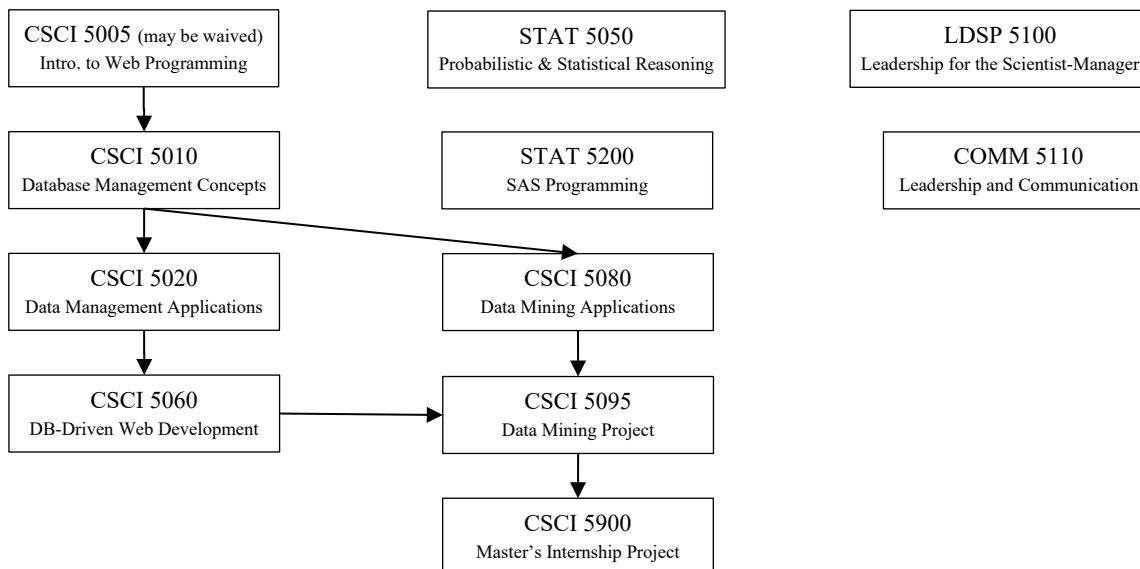 CSCI 5005 (may be waived)
Intro. to Web Programming
STAT 5050
Probabilistic & Statistical Reasoning
LDSP 5100
Leadership for the Scientist-Manager
CSCI 5010
Database Management Concepts
STAT 5200
SAS Programming
COMM 5110
Leadership and Communication
CSCI 5020
Data Management Applications
CSCI 5080
Data Mining Applications
CSCI 5060
DB-Driven Web Development
CSCI 5095
Data Mining Project
CSCI 5900
Master’s Internship Project